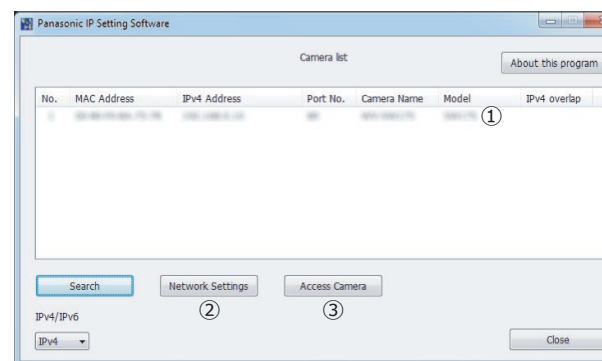 Panasonic IP Setting Software
Camera list
About this program
No. MAC Address IPv4 Address Port No. Camera Name Model IPv4 overlap
①
Search Network Settings Access Camera
② ③
IPv4/IPv6
IPv4 Close